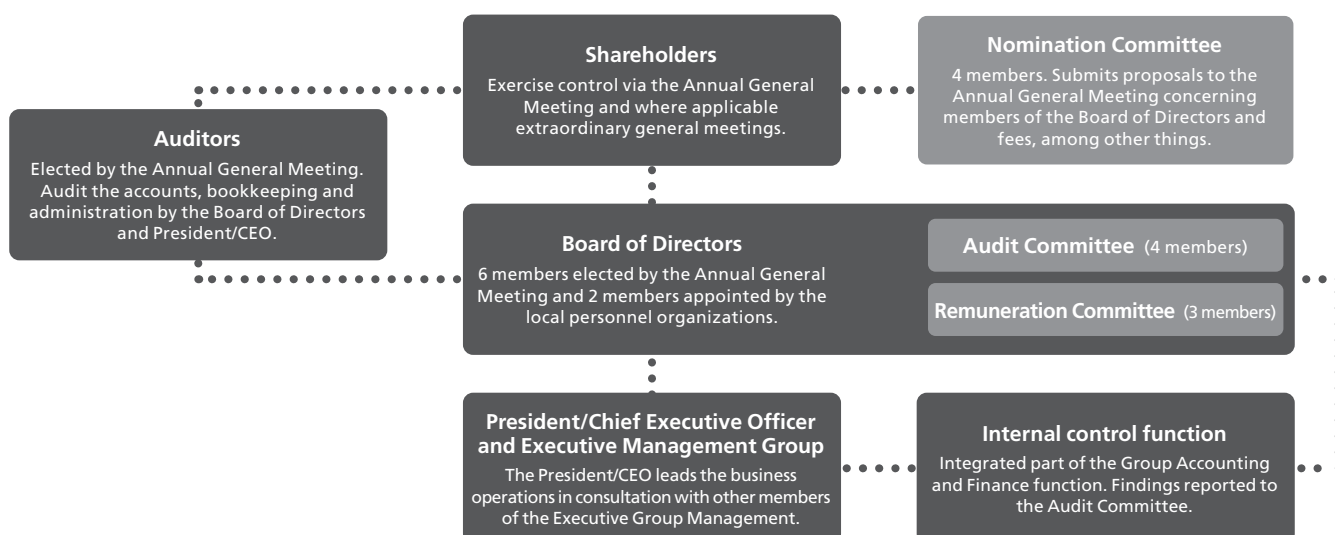 Shareholders
Exercise control via the Annual General
Meeting and where applicable
extraordinary general meetings.
Nomination Committee
4 members. Submits proposals to the
Annual General Meeting concerning
members of the Board of Directors and
fees, among other things.
Auditors
Elected by the Annual General Meeting.
Audit the accounts, bookkeeping and
administration by the Board of Directors
and President/CEO.
Board of Directors
6 members elected by the Annual General
Meeting and 2 members appointed by the
local personnel organizations.
Audit Committee (4 members)
Remuneration Committee (3 members)
President/Chief Executive Officer
and Executive Management Group
The President/CEO leads the business
operations in consultation with other members
of the Executive Group Management.
Internal control function
Integrated part of the Group Accounting
and Finance function. Findings reported to
the Audit Committee.